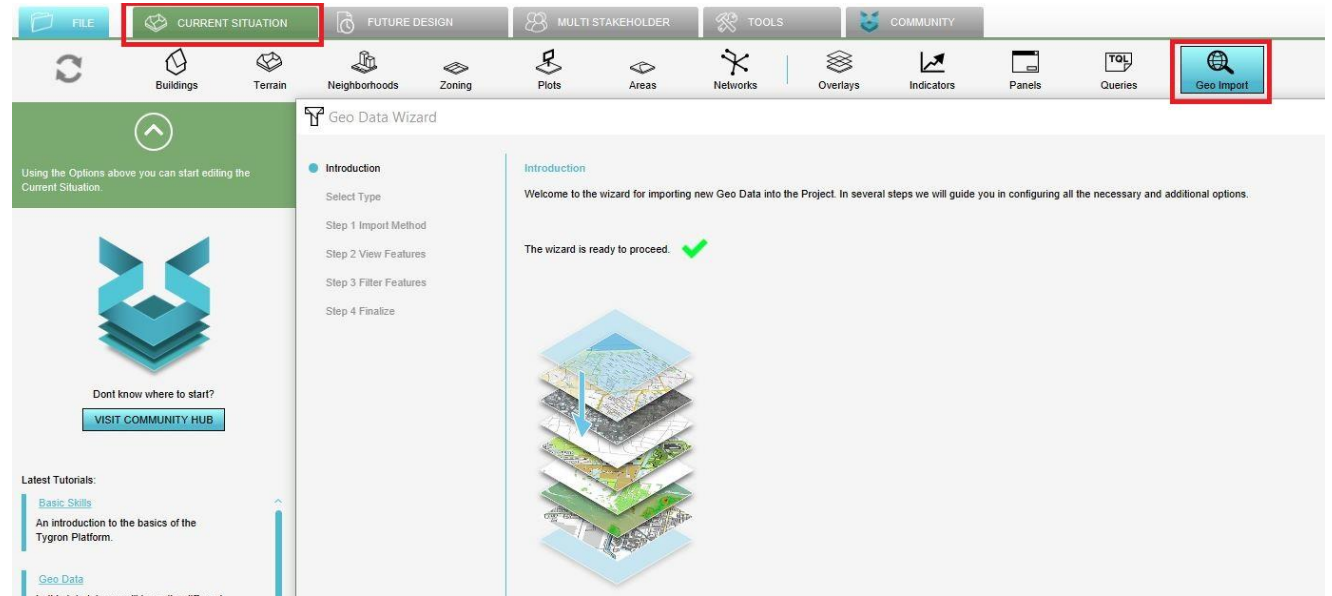 FILE
CURRENT SITUATION
FUTURE DESIGN
MULTI STAKEHOLDER
TOOLS
COMMUNITY
Buildings
Terrain
Neighborhoods
Zoning
Plots
Areas
Networks
Overlays
Indicators
Panels
TQL
Queries
Geo Import
Using the Options above you can start editing the
Current Situation.
Dont know where to start?
VISIT COMMUNITY HUB
Latest Tutorials:
Basic Skills
An introduction to the basics of the
Tygron Platform.
Geo Data
Geo Data Wizard
Introduction
Select Type
Step 1 Import Method
Step 2 View Features
Step 3 Filter Features
Step 4 Finalize
Introduction
Welcome to the wizard for importing new Geo Data into the Project. In several steps we will guide you in configuring all the necessary and additional options.
The wizard is ready to proceed.